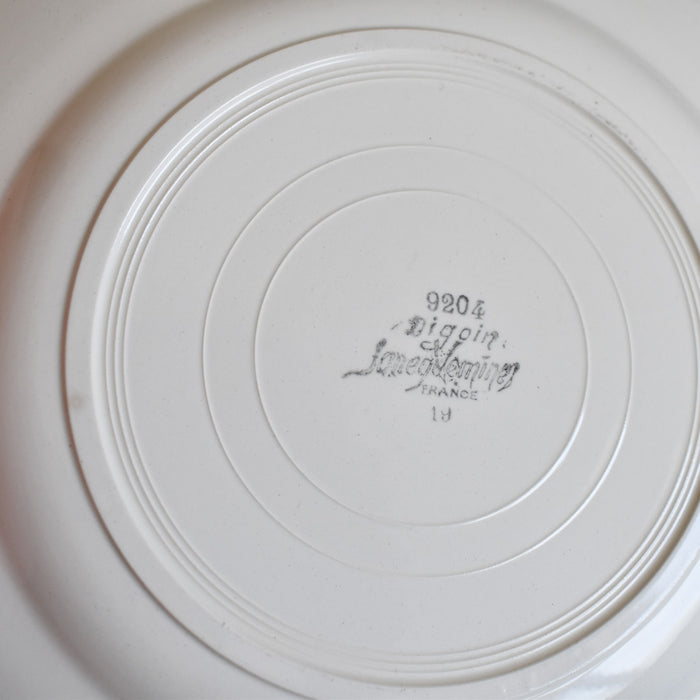 9204
Digoin
Sarreguemines
FRANCE
19